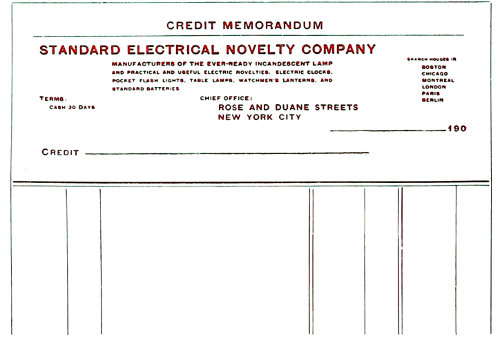 CREDIT MEMORANDUM
STANDARD ELECTRICAL NOVELTY COMPANY
MANUFACTURERS OF THE EVER-READY INCANDESCENT LAMP
AND PRACTICAL AND USEFUL ELECTRIC NOVELTIES. ELECTRIC CLOCKS,
POCKET FLASH LIGHTS, TABLE LAMPS, WATCHMEN'S LANTERNS, AND
STANDARD BATTERIES
BRANCH HOUSES IN
BOSTON
CHICAGO
MONTREAL
LONDON
PARIS
BERLIN
TERMS:
CASH 30 DAYS
CHIEF OFFICE:
ROSE AND DUANE STREETS
NEW YORK CITY
190
CREDIT